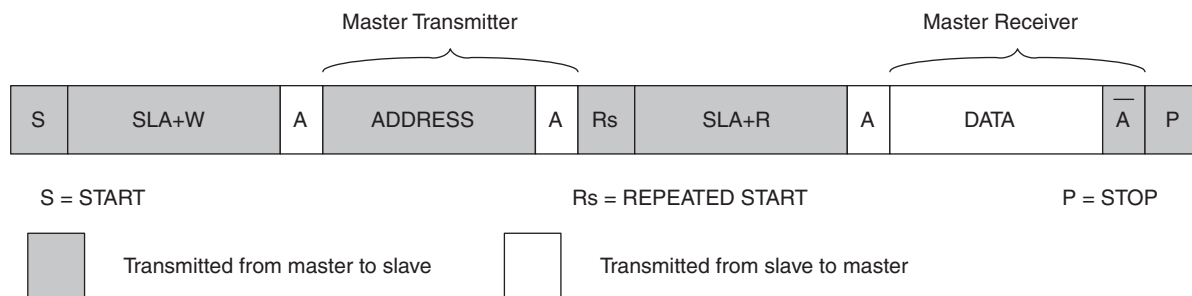 Master Transmitter Master Receiver
S SLA+W A ADDRESS A Rs SLA+R A DATA A̅ P
S = START Rs = REPEATED START P = STOP
Transmitted from master to slave Transmitted from slave to master